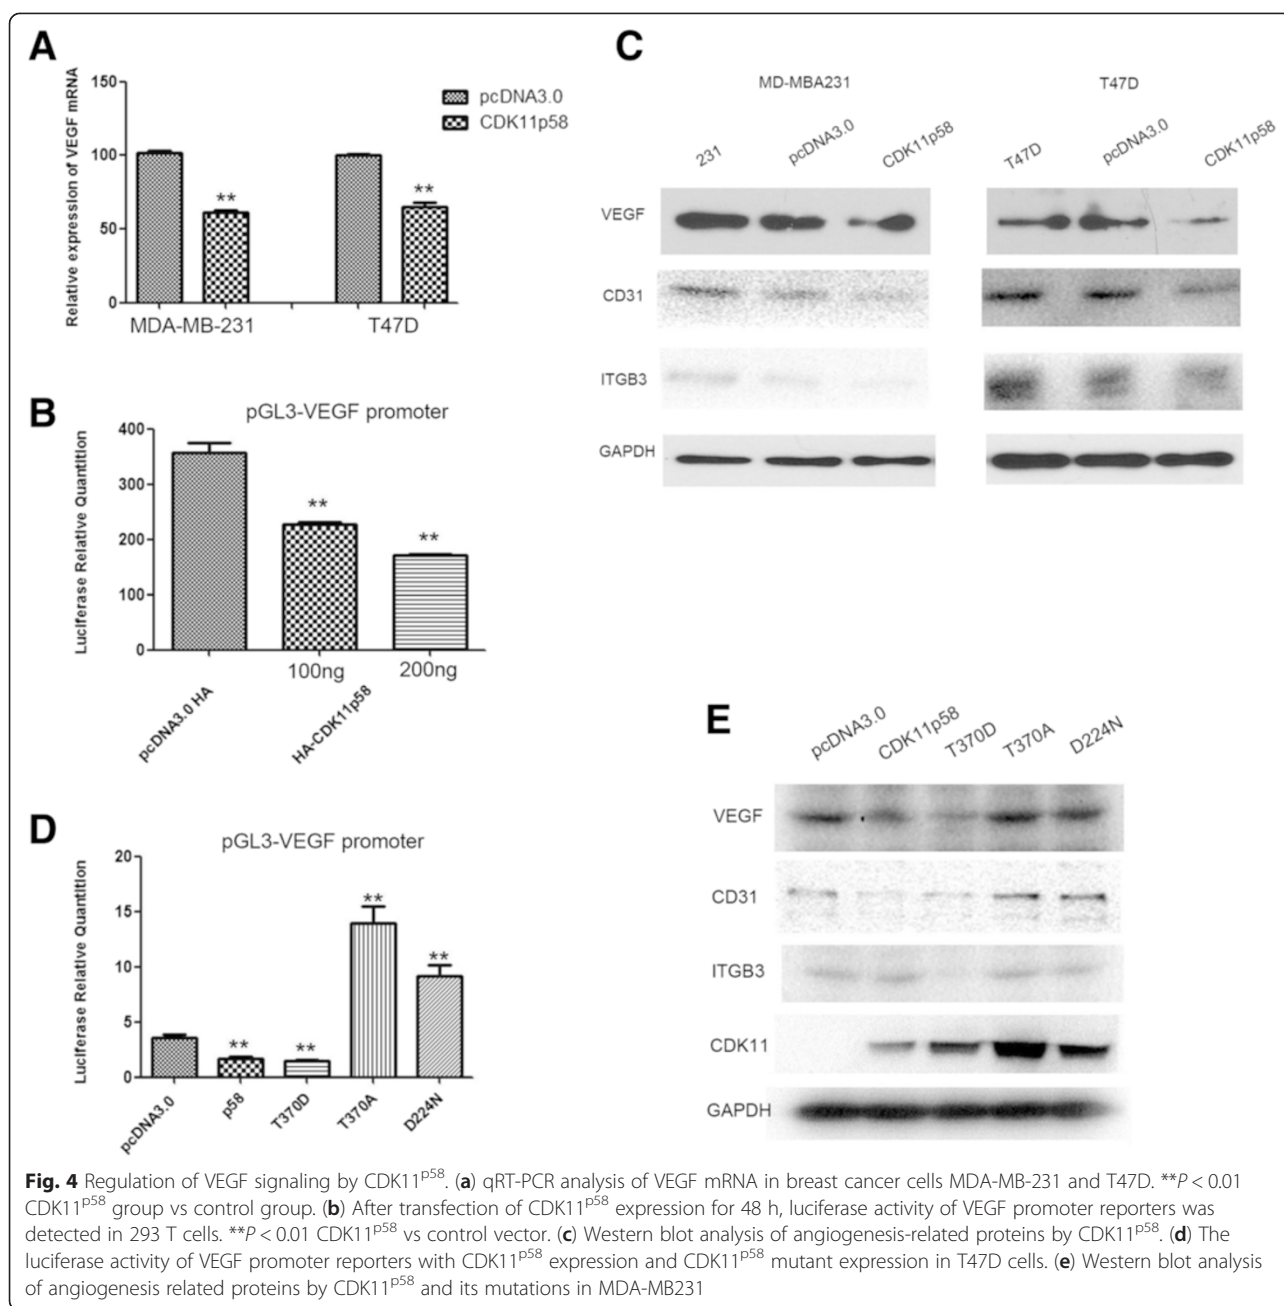 A
Relative expression of VEGF mRNA
150
100
50
0
pcDNA3.0
CDK11p58
**
**
MDA-MB-231
T47D
B
pGL3-VEGF promoter
Luciferase Relative Quantition
400
300
200
100
0
**
**
100ng
200ng
pcDNA3.0 HA
HA-CDK11p58
C
MD-MBA231
T47D
231
pcDNA3.0
CDK11p58
T47D
pcDNA3.0
CDK11p58
VEGF
CD31
ITGB3
GAPDH
D
pGL3-VEGF promoter
Luciferase Relative Quantition
20
15
10
5
0
**
**
**
**
pcDNA3.0
p58
T370D
T370A
D224N
E
pcDNA3.0
CDK11p58
T370D
T370A
D224N
VEGF
CD31
ITGB3
CDK11
GAPDH
Fig. 4 Regulation of VEGF signaling by CDK11p58. (a) qRT-PCR analysis of VEGF mRNA in breast cancer cells MDA-MB-231 and T47D. **P < 0.01
CDK11p58 group vs control group. (b) After transfection of CDK11p58 expression for 48 h, luciferase activity of VEGF promoter reporters was
detected in 293 T cells. **P < 0.01 CDK11p58 vs control vector. (c) Western blot analysis of angiogenesis-related proteins by CDK11p58. (d) The
luciferase activity of VEGF promoter reporters with CDK11p58 expression and CDK11p58 mutant expression in T47D cells. (e) Western blot analysis
of angiogenesis related proteins by CDK11p58 and its mutations in MDA-MB231